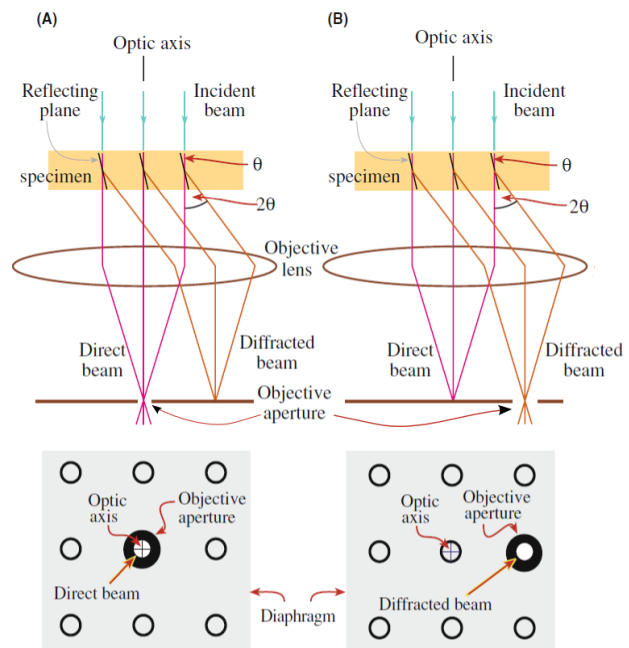 (A)
Optic axis
Reflecting
plane
Incident
beam
θ
specimen
2θ
Objective
lens
Direct
beam
Diffracted
beam
Objective
aperture
(B)
Optic axis
Reflecting
plane
Incident
beam
θ
specimen
2θ
Direct
beam
Diffracted
beam
Optic
axis
Objective
aperture
Direct beam
Diaphragm
Optic
axis
Objective
aperture
Diffracted beam